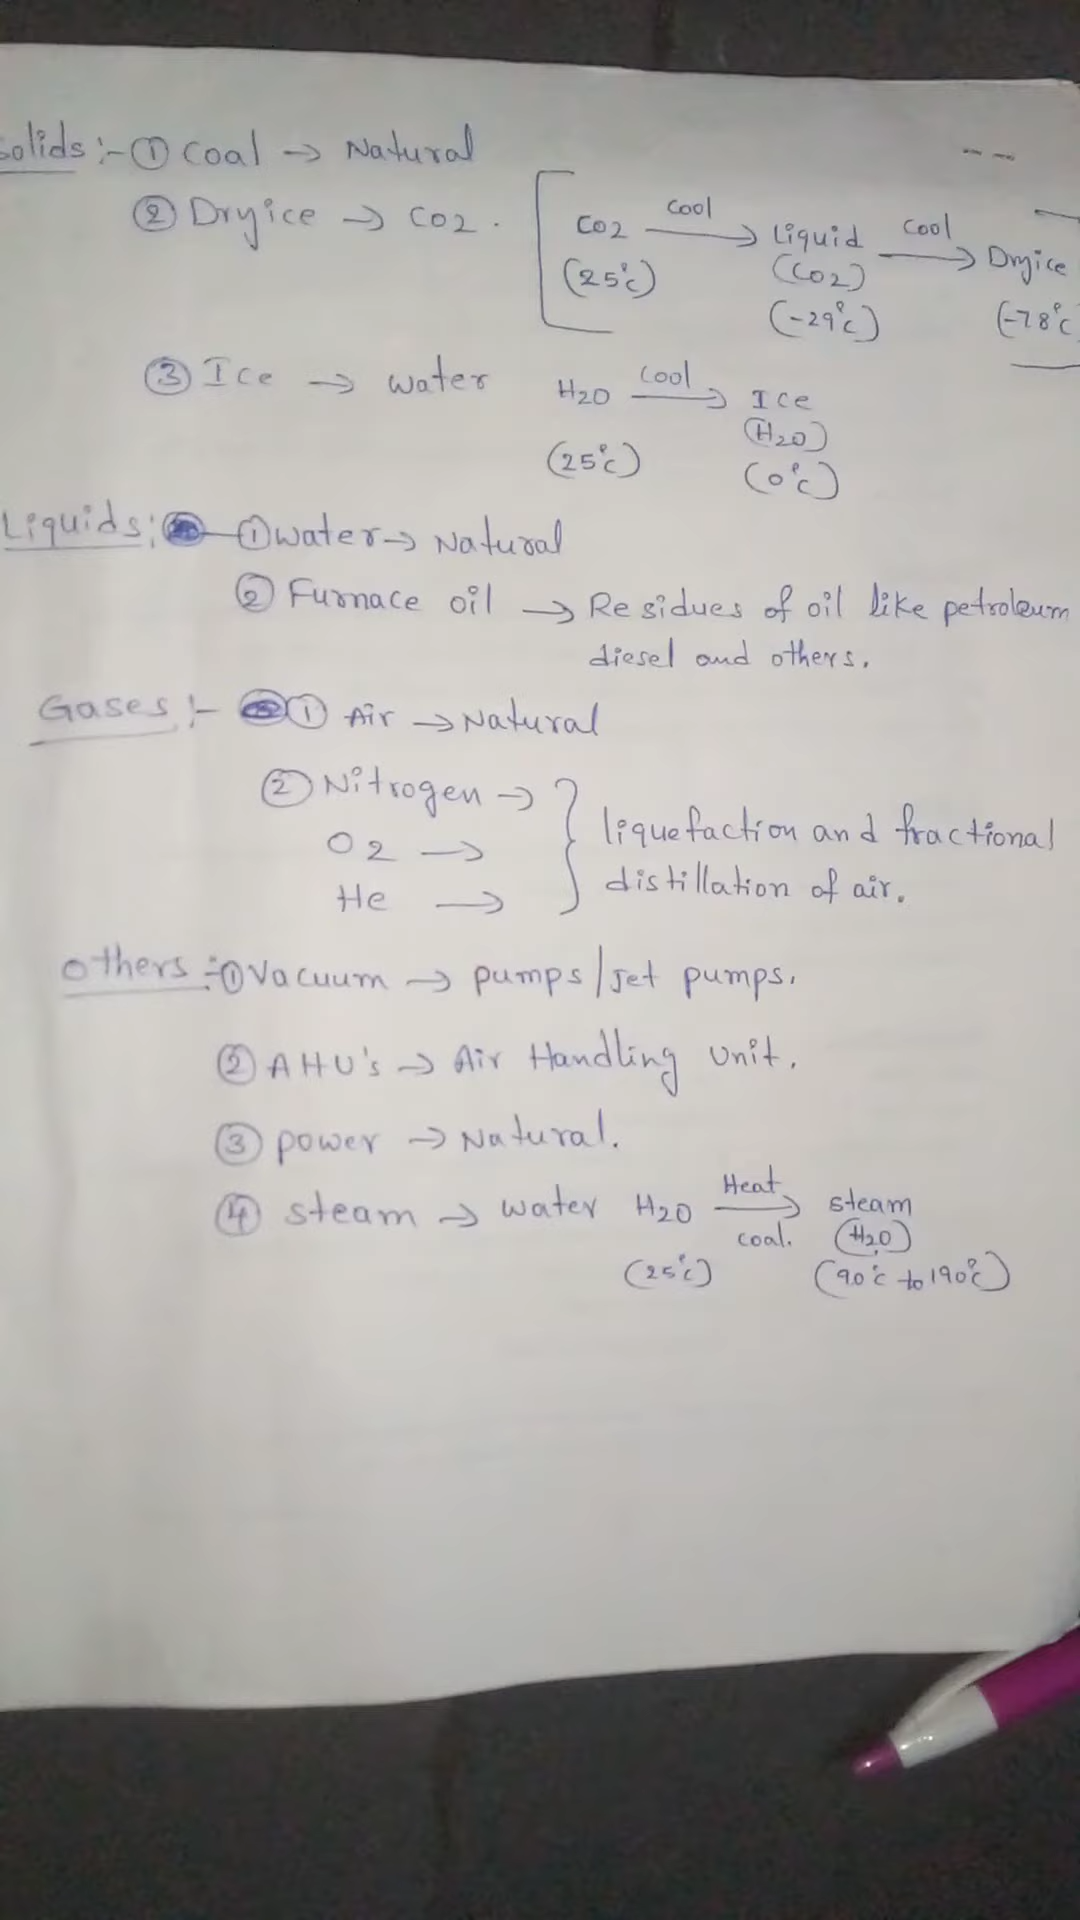 Solids :- ① Coal → Natural
② Dryice → CO2. [ CO2 cool→ Liquid cool→ Dryice ]
(25°c) (CO2) (-29°c) (-78°c
③ Ice → water H2O cool→ Ice
(H2O)
(25°c) (0°c)
Liquids: ① water → Natural
② Furnace oil → Residues of oil like petroleum
diesel and others.
Gases :- ① Air → Natural
② Nitrogen → } liquefaction and fractional
O2 → distillation of air.
He →
Others :- ① Vacuum → pumps/Jet pumps.
② AHU's → Air Handling Unit.
③ power → Natural.
④ steam → water H2O Heat→ steam
coal. (H2O)
(25°c) (90°c to 190°c)